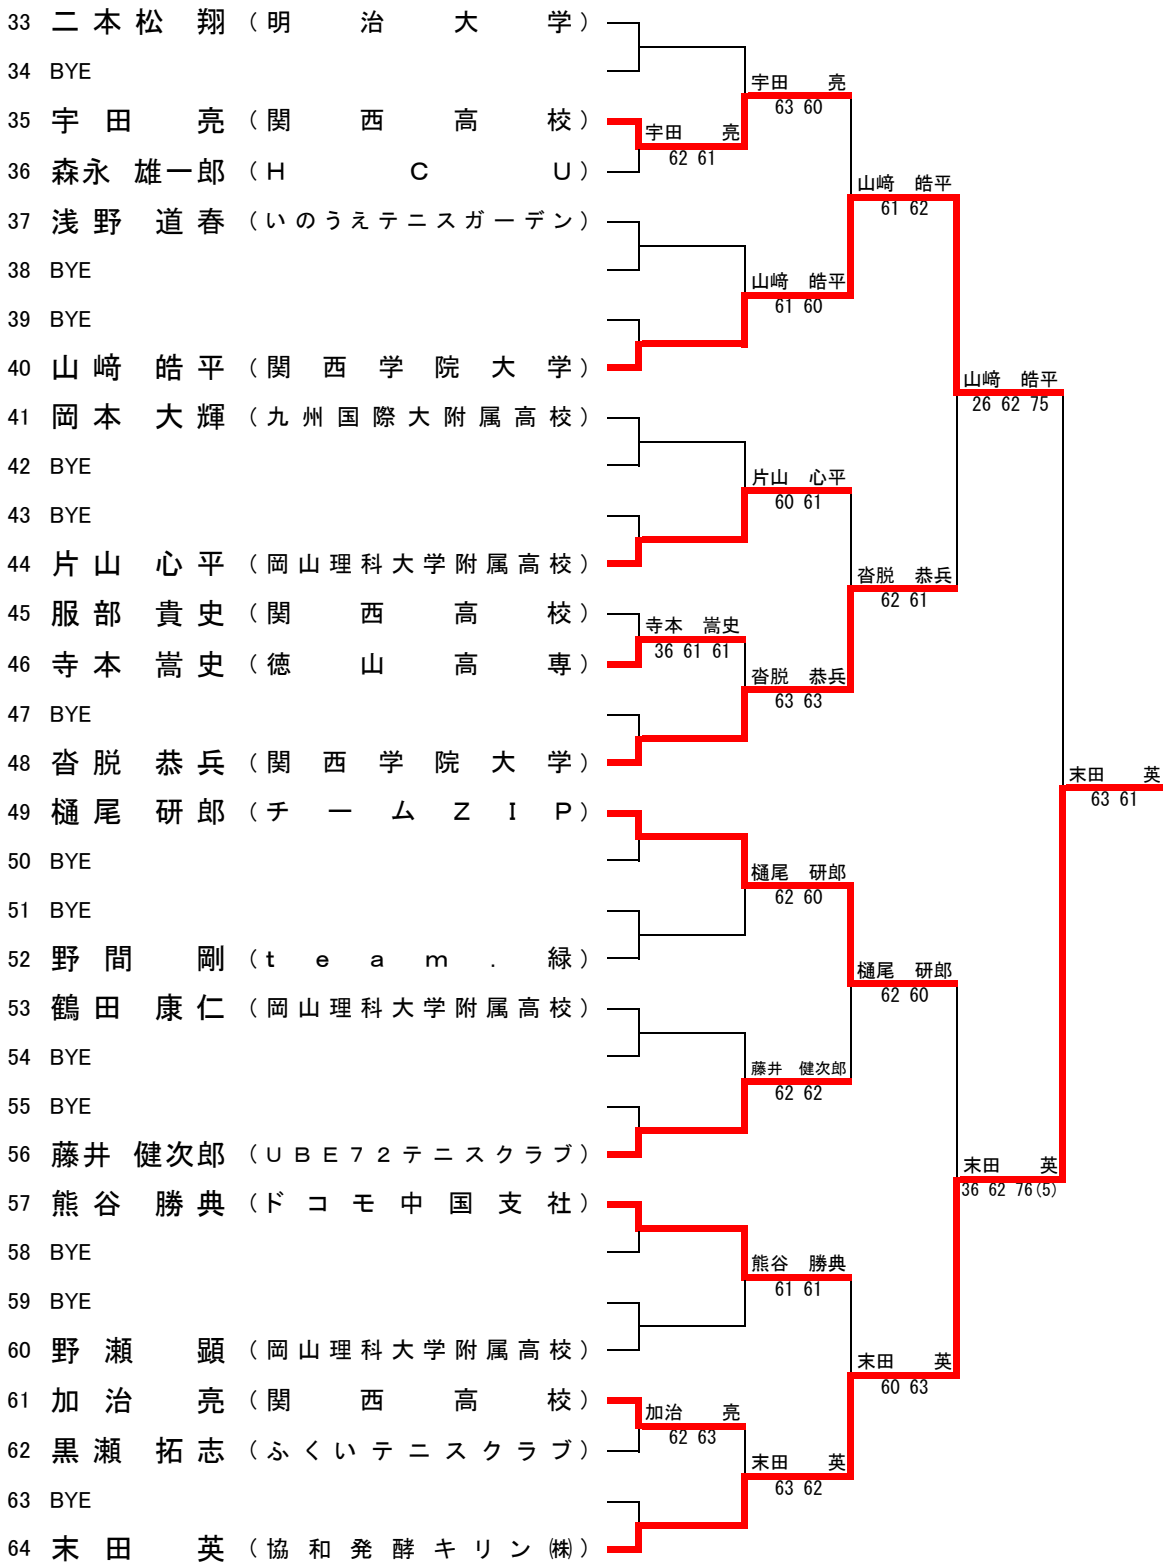 33 二本松 翔 (明治大学)
34 BYE
宇田 亮
63 60
35 宇田 亮 (関西高校)
宇田 亮
62 61
36 森永 雄一郎 (HCU)
山﨑 皓平
61 62
37 浅野 道春 (いのうえテニスガーデン)
38 BYE
山﨑 皓平
61 60
39 BYE
40 山﨑 皓平 (関西学院大学)
山﨑 皓平
26 62 75
41 岡本 大輝 (九州国際大附属高校)
42 BYE
片山 心平
60 61
43 BYE
44 片山 心平 (岡山理科大学附属高校)
沓脱 恭兵
62 61
45 服部 貴史 (関西高校)
寺本 嵩史
36 61 61
46 寺本 嵩史 (徳山高専)
沓脱 恭兵
63 63
47 BYE
48 沓脱 恭兵 (関西学院大学)
末田 英
63 61
49 樋尾 研郎 (チームZIP)
50 BYE
樋尾 研郎
62 60
51 BYE
52 野間 剛 (team.緑)
樋尾 研郎
62 60
53 鶴田 康仁 (岡山理科大学附属高校)
54 BYE
藤井 健次郎
62 62
55 BYE
56 藤井 健次郎 (UBE72テニスクラブ)
末田 英
36 62 76(5)
57 熊谷 勝典 (ドコモ中国支社)
58 BYE
熊谷 勝典
61 61
59 BYE
60 野瀬 顕 (岡山理科大学附属高校)
末田 英
60 63
61 加治 亮 (関西高校)
加治 亮
62 63
62 黒瀬 拓志 (ふくいテニスクラブ)
末田 英
63 62
63 BYE
64 末田 英 (協和発酵キリン㈱)